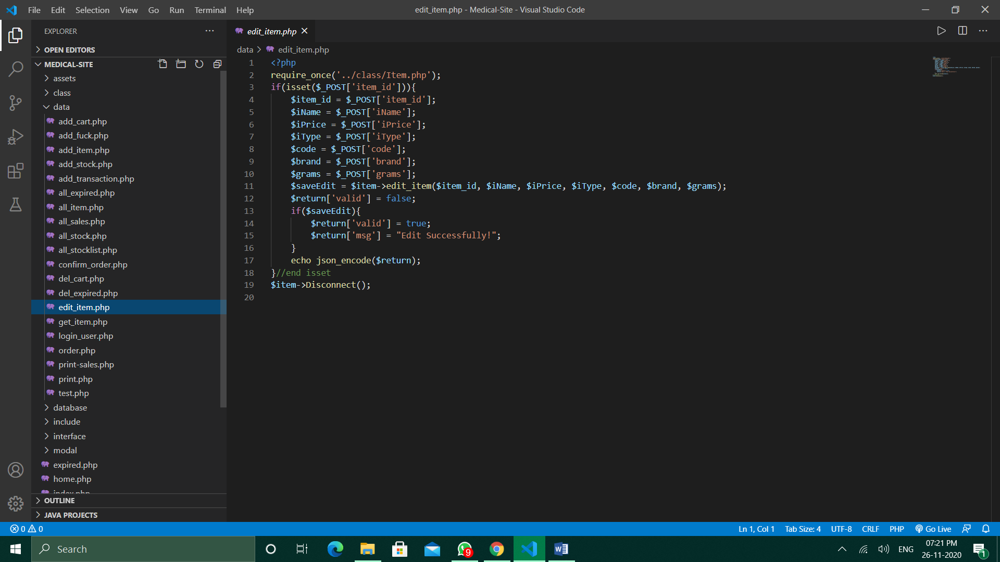 File Edit Selection View Go Run Terminal Help
edit_item.php - Medical-Site - Visual Studio Code
EXPLORER
OPEN EDITORS
MEDICAL-SITE
assets
class
data
add_cart.php
add_fuck.php
add_item.php
add_stock.php
add_transaction.php
all_expired.php
all_item.php
all_sales.php
all_stock.php
all_stocklist.php
confirm_order.php
del_cart.php
del_expired.php
edit_item.php
get_item.php
login_user.php
order.php
print-sales.php
print.php
test.php
database
include
interface
modal
expired.php
home.php
index.php
OUTLINE
JAVA PROJECTS
edit_item.php
data > edit_item.php
1 <?php
2 require_once('../class/Item.php');
3 if(isset($_POST['item_id'])){
4 $item_id = $_POST['item_id'];
5 $iName = $_POST['iName'];
6 $iPrice = $_POST['iPrice'];
7 $iType = $_POST['iType'];
8 $code = $_POST['code'];
9 $brand = $_POST['brand'];
10 $grams = $_POST['grams'];
11 $saveEdit = $item->edit_item($item_id, $iName, $iPrice, $iType, $code, $brand, $grams);
12 $return['valid'] = false;
13 if($saveEdit){
14 $return['valid'] = true;
15 $return['msg'] = "Edit Successfully!";
16 }
17 echo json_encode($return);
18 }//end isset
19 $item->Disconnect();
20
0 0
Ln 1, Col 1 Tab Size: 4 UTF-8 CRLF PHP Go Live
Search
9
ENG
07:21 PM
26-11-2020
1